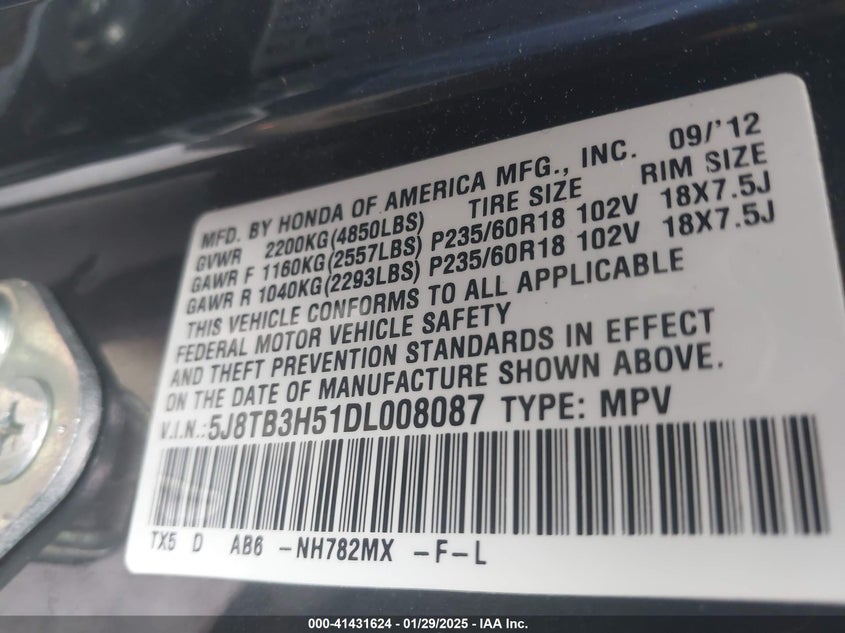 MFD. BY HONDA OF AMERICA MFG., INC. 09/'12
GVWR 2200KG(4850LBS) TIRE SIZE RIM SIZE
GAWR F 1160KG(2557LBS) P235/60R18 102V 18X7.5J
GAWR R 1040KG(2293LBS) P235/60R18 102V 18X7.5J
THIS VEHICLE CONFORMS TO ALL APPLICABLE
FEDERAL MOTOR VEHICLE SAFETY
AND THEFT PREVENTION STANDARDS IN EFFECT
ON THE DATE OF MANUFACTURE SHOWN ABOVE.
V.I.N.:5J8TB3H51DL008087 TYPE: MPV
TX5 D AB6 -NH782MX -F-L
000-41431624 | 01/29/2025 | IAA Inc.